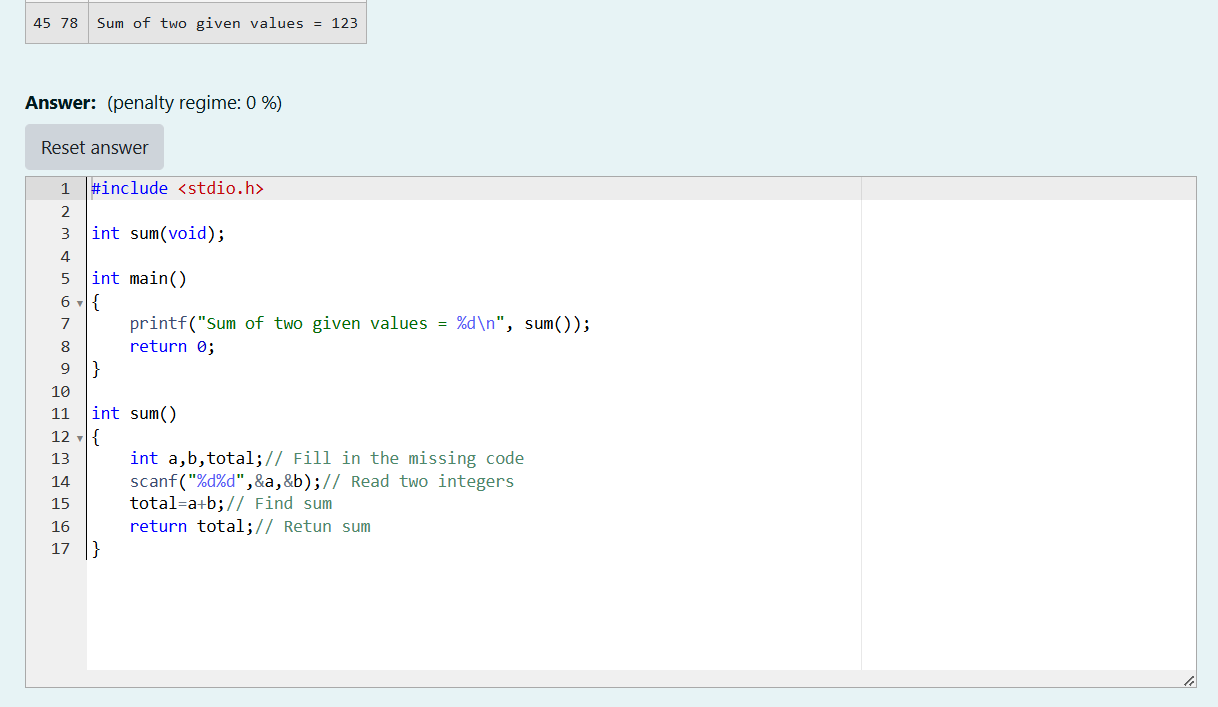 45 78 Sum of two given values = 123
Answer: (penalty regime: 0 %)
Reset answer
1 #include <stdio.h>
2
3 int sum(void);
4
5 int main()
6 {
7     printf("Sum of two given values = %d\n", sum());
8     return 0;
9 }
10
11 int sum()
12 {
13     int a,b,total;// Fill in the missing code
14     scanf("%d%d",&a,&b);// Read two integers
15     total=a+b;// Find sum
16     return total;// Retun sum
17 }